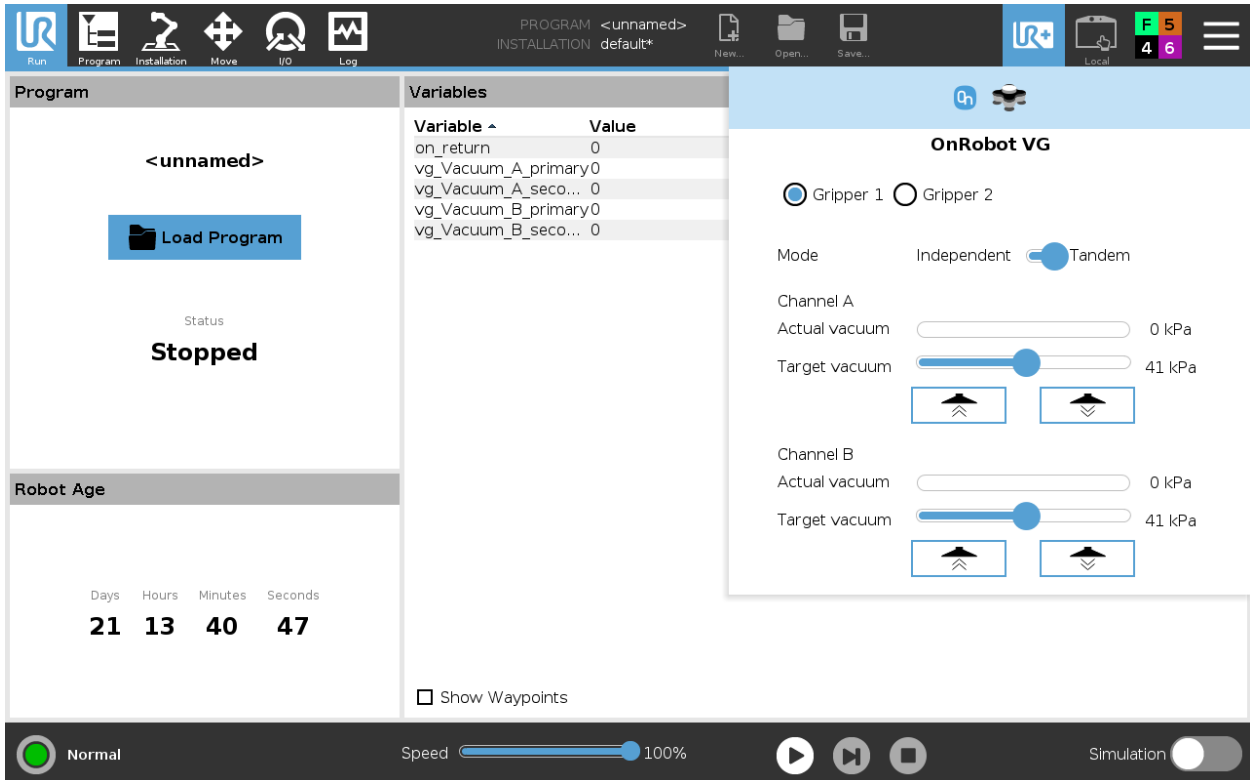 UR
Run
Program
Installation
Move
I/O
Log
PROGRAM <unnamed>
INSTALLATION default*
New...
Open...
Save...
UR+
Local
F 5
4 6
Program
<unnamed>
Load Program
Status
Stopped
Robot Age
Days Hours Minutes Seconds
21 13 40 47
Variables
Variable Value
on_return 0
vg_Vacuum_A_primary 0
vg_Vacuum_A_seco... 0
vg_Vacuum_B_primary 0
vg_Vacuum_B_seco... 0
Show Waypoints
On
OnRobot VG
Gripper 1 Gripper 2
Mode Independent Tandem
Channel A
Actual vacuum 0 kPa
Target vacuum 41 kPa
Channel B
Actual vacuum 0 kPa
Target vacuum 41 kPa
Normal
Speed 100%
Simulation